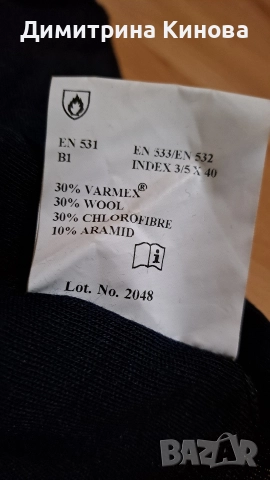 Димитрина Кинова
EN 531 EN 533/EN 532
B1 INDEX 3/5 X 40
30% VARMEX®
30% WOOL
30% CHLOROFIBRE
10% ARAMID
i
Lot. No. 2048
bazar